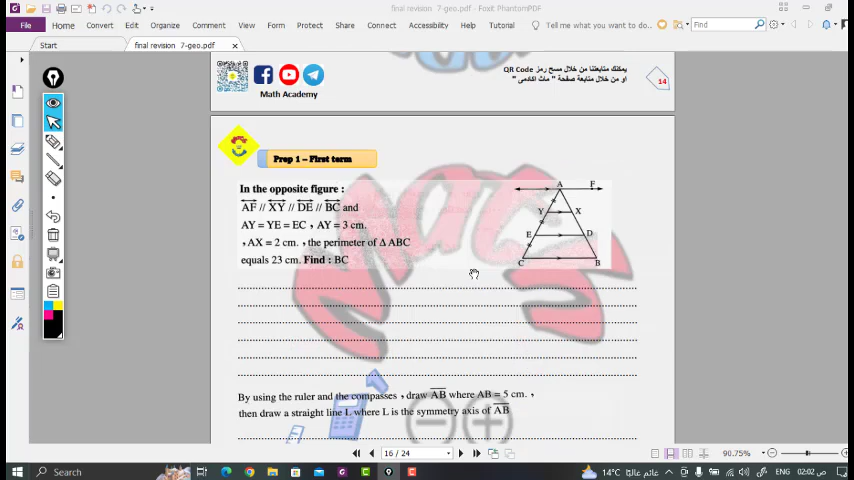 final revision 7-geo.pdf - Foxit PhantomPDF
File Home Convert Edit Organize Comment View Form Protect Share Connect Accessibility Help Tutorial Tell me what you want to do... Find
Start final revision 7-geo.pdf
Math Academy
يمكنك متابعتنا من خلال مسح رمز QR Code
او من خلال متابعة صفحة " مات اكادمى "
14
Prep 1 – First term
In the opposite figure :
AF // XY // DE // BC and
AY = YE = EC , AY = 3 cm.
, AX = 2 cm. , the perimeter of Δ ABC
equals 23 cm. Find : BC
A F
Y X
E D
C B
By using the ruler and the compasses , draw AB where AB = 5 cm. ,
then draw a straight line L where L is the symmetry axis of AB
16 / 24 90.75%
Search 14°C غائم غالبًا ENG 02:02 ص